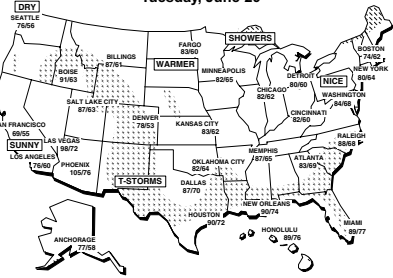 Tuesday, June 20
DRY
SEATTLE
76/56
BOISE
91/63
BILLINGS
87/61
FARGO
83/60
WARMER
SHOWERS
MINNEAPOLIS
82/65
CHICAGO
82/62
DETROIT
80/60
NICE
BOSTON
74/62
NEW YORK
80/64
WASHINGTON
84/68
CINCINNATI
82/60
SALT LAKE CITY
87/63
DENVER
78/53
KANSAS CITY
83/62
AN FRANCISCO
69/55
SUNNY
LOS ANGELES
76/60
LAS VEGAS
98/72
PHOENIX
105/76
T-STORMS
OKLAHOMA CITY
82/64
DALLAS
87/70
HOUSTON
90/72
MEMPHIS
87/65
ATLANTA
83/69
RALEIGH
88/68
NEW ORLEANS
90/74
MIAMI
89/77
ANCHORAGE
77/58
HONOLULU
89/76